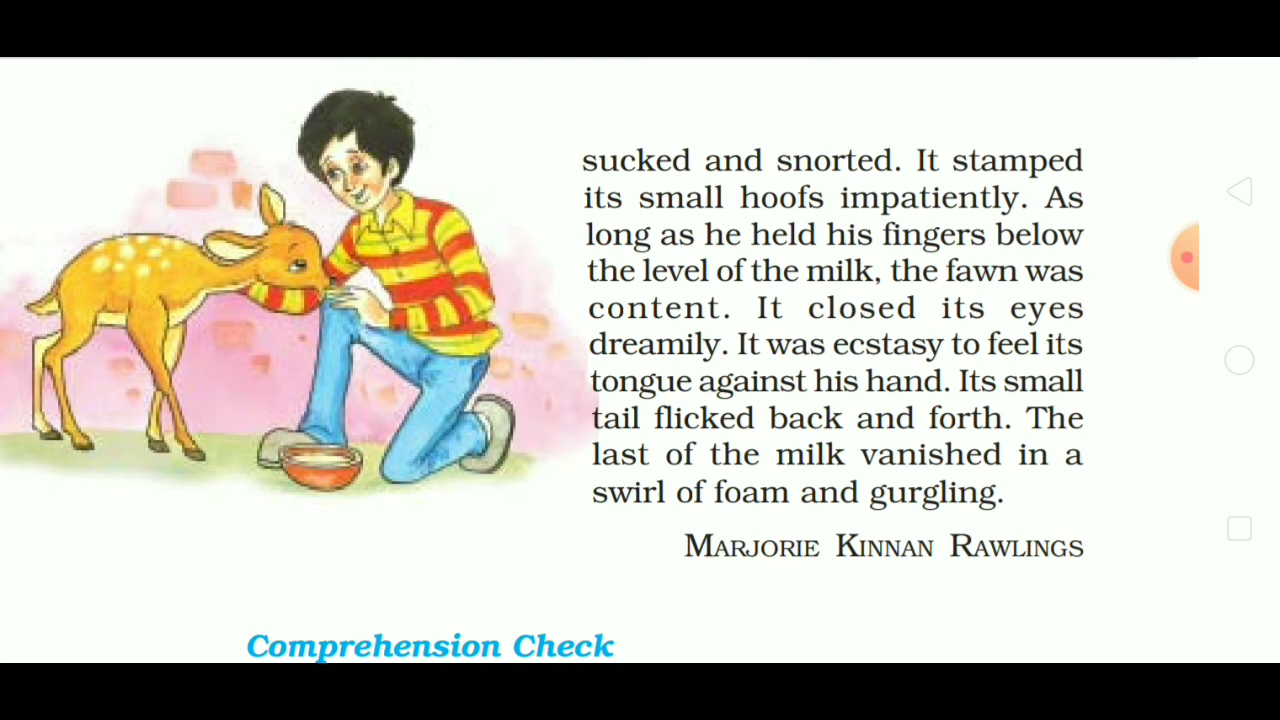 sucked and snorted. It stamped
its small hoofs impatiently. As
long as he held his fingers below
the level of the milk, the fawn was
content. It closed its eyes
dreamily. It was ecstasy to feel its
tongue against his hand. Its small
tail flicked back and forth. The
last of the milk vanished in a
swirl of foam and gurgling.
MARJORIE KINNAN RAWLINGS
Comprehension Check